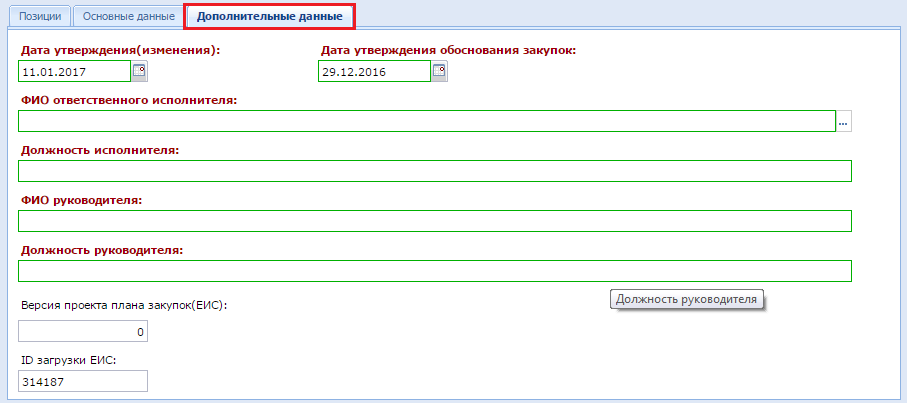 Позиции Основные данные Дополнительные данные
Дата утверждения(изменения): Дата утверждения обоснования закупок:
11.01.2017 29.12.2016
ФИО ответственного исполнителя:
...
Должность исполнителя:
ФИО руководителя:
Должность руководителя:
Должность руководителя
Версия проекта плана закупок(ЕИС):
0
ID загрузки ЕИС:
314187